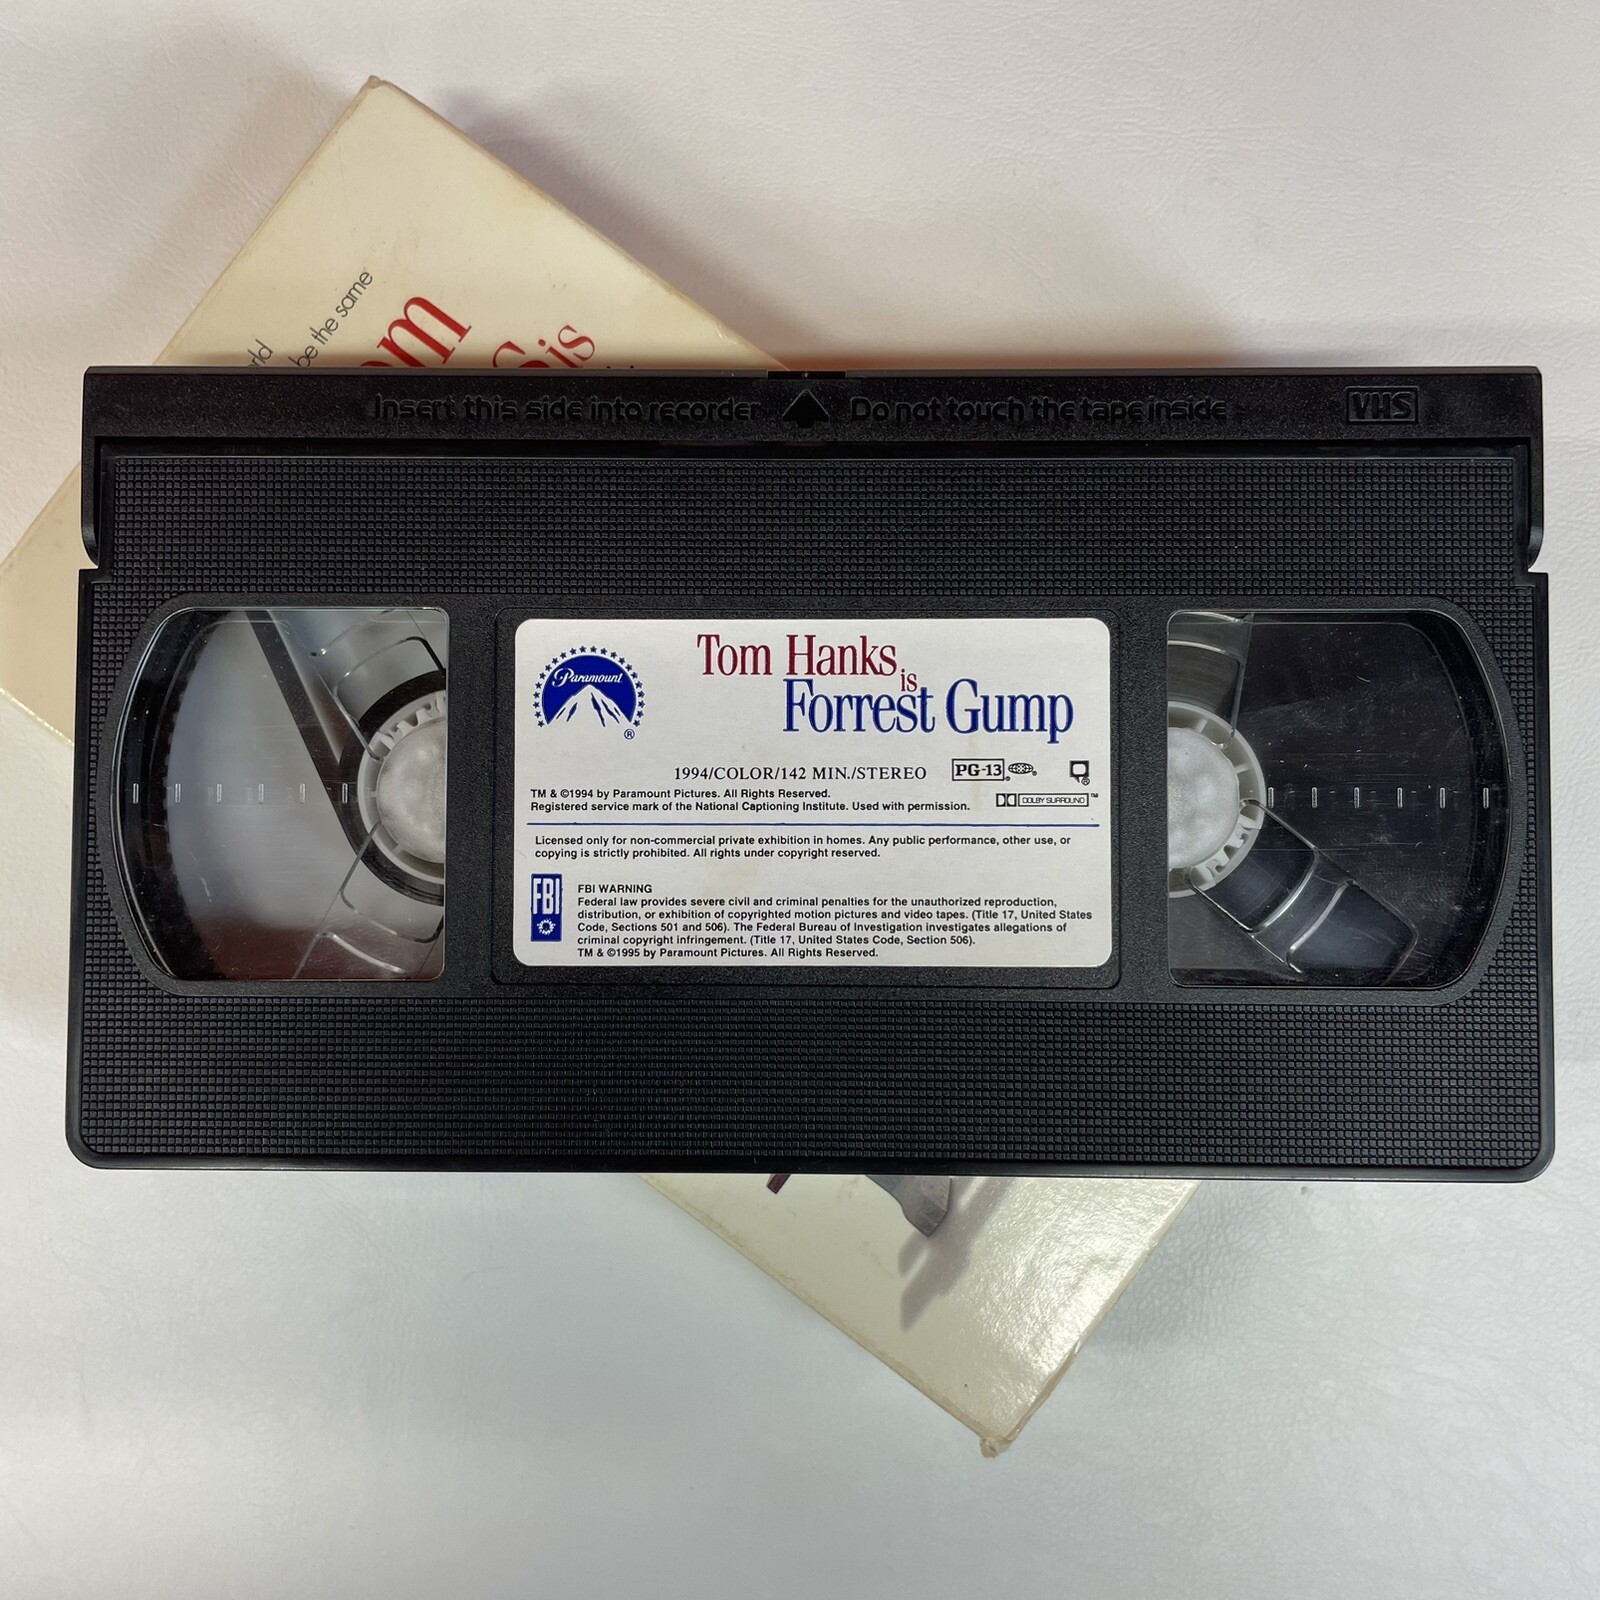 rld
be the same
om
s is
Insert this side into recorder Do not touch the tape inside VHS
Paramount
®
Tom Hanks
is
Forrest Gump
1994/COLOR/142 MIN./STEREO PG-13
TM & ©1994 by Paramount Pictures. All Rights Reserved.
Registered service mark of the National Captioning Institute. Used with permission.
DOLBY SURROUND ™
Licensed only for non-commercial private exhibition in homes. Any public performance, other use, or
copying is strictly prohibited. All rights under copyright reserved.
FBI
FBI WARNING
Federal law provides severe civil and criminal penalties for the unauthorized reproduction,
distribution, or exhibition of copyrighted motion pictures and video tapes. (Title 17, United States
Code, Sections 501 and 506). The Federal Bureau of Investigation investigates allegations of
criminal copyright infringement. (Title 17, United States Code, Section 506).
TM & ©1995 by Paramount Pictures. All Rights Reserved.